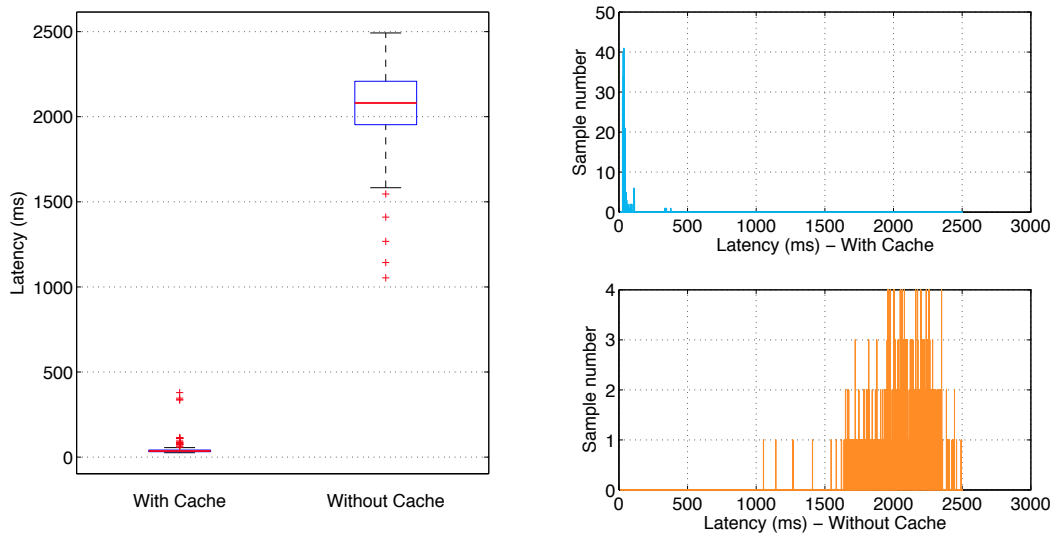 2500
2000
1500
1000
500
0
Latency (ms)
With Cache Without Cache
50
40
30
20
10
0
Sample number
0 500 1000 1500 2000 2500 3000
Latency (ms) − With Cache
4
3
2
1
0
Sample number
0 500 1000 1500 2000 2500 3000
Latency (ms) − Without Cache